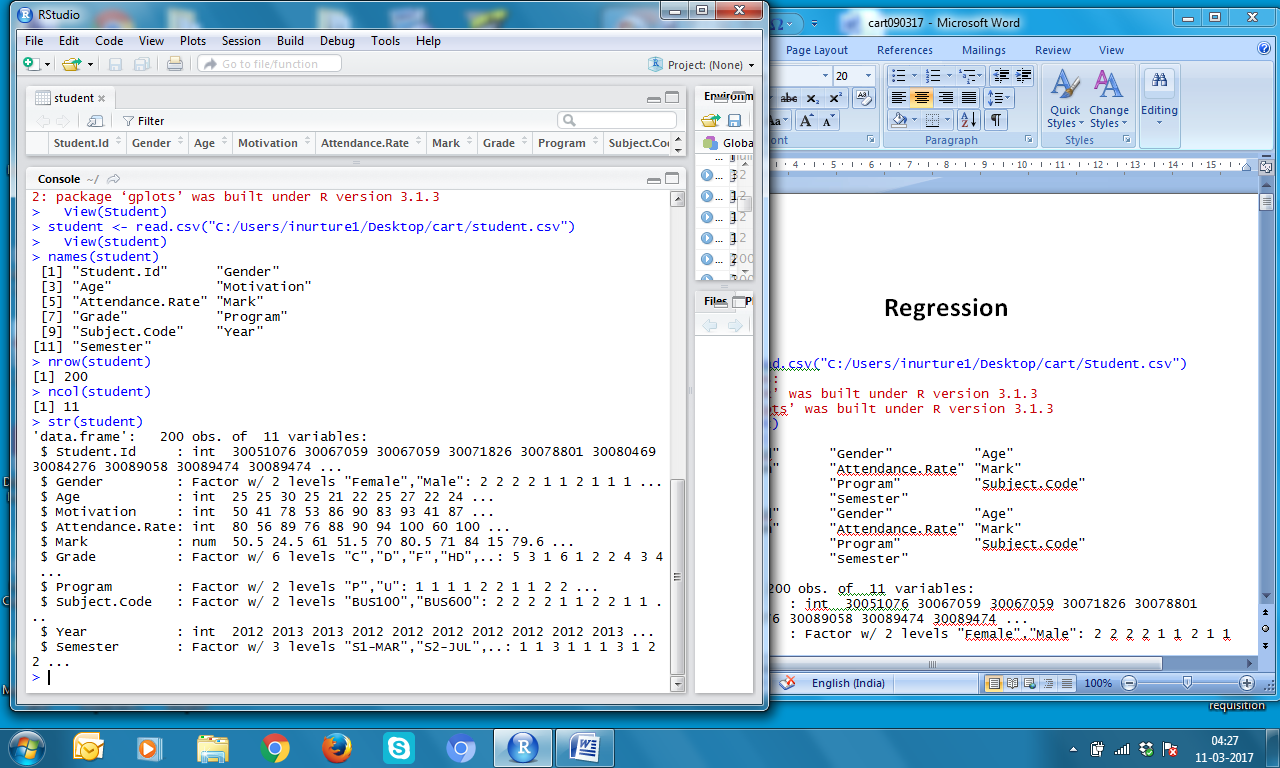 RStudio
File Edit Code View Plots Session Build Debug Tools Help
Go to file/function
Project: (None)
student
Filter
Student.Id Gender Age Motivation Attendance.Rate Mark Grade Program Subject.Co
Console ~/
2: package ‘gplots’ was built under R version 3.1.3
>   View(Student)
> student <- read.csv("C:/Users/inurture1/Desktop/cart/student.csv")
>   View(student)
> names(student)
[1] "Student.Id" "Gender"
[3] "Age" "Motivation"
[5] "Attendance.Rate" "Mark"
[7] "Grade" "Program"
[9] "Subject.Code" "Year"
[11] "Semester"
> nrow(student)
[1] 200
> ncol(student)
[1] 11
> str(student)
'data.frame':   200 obs. of  11 variables:
$ Student.Id     : int  30051076 30067059 30067059 30071826 30078801 30080469
30084276 30089058 30089474 30089474 ...
$ Gender         : Factor w/ 2 levels "Female","Male": 2 2 2 2 1 1 2 1 1 1 ...
$ Age            : int  25 25 30 25 21 22 25 27 22 24 ...
$ Motivation     : int  50 41 78 53 86 90 83 93 41 87 ...
$ Attendance.Rate: int  80 56 89 76 88 90 94 100 60 100 ...
$ Mark           : num  50.5 24.5 61 51.5 70 80.5 71 84 15 79.6 ...
$ Grade          : Factor w/ 6 levels "C","D","F","HD",..: 5 3 1 6 1 2 2 4 3 4
...
$ Program        : Factor w/ 2 levels "P","U": 1 1 1 1 2 2 1 1 2 2 ...
$ Subject.Code   : Factor w/ 2 levels "BUS100","BUS600": 2 2 2 2 1 1 2 2 1 1 .
..
$ Year           : int  2012 2013 2013 2012 2012 2012 2012 2012 2012 2013 ...
$ Semester       : Factor w/ 3 levels "S1-MAR","S2-JUL",..: 1 1 3 1 1 1 3 1 2
2 ...
>
Environm
Globa
Files
cart090317 - Microsoft Word
Page Layout References Mailings Review View
20
Quick Styles
Change Styles
Editing
Paragraph
Styles
4 5 6 7 8 9 10 11 12 13 14 15
Regression
d.csv("C:/Users/inurture1/Desktop/cart/Student.csv")
’ was built under R version 3.1.3
ts’ was built under R version 3.1.3
"Gender" "Age"
"Attendance.Rate" "Mark"
"Program" "Subject.Code"
"Semester"
"Gender" "Age"
"Attendance.Rate" "Mark"
"Program" "Subject.Code"
"Semester"
200 obs. of  11 variables:
: int  30051076 30067059 30067059 30071826 30078801
6 30089058 30089474 30089474 ...
: Factor w/ 2 levels "Female","Male": 2 2 2 2 1 1 2 1 1
English (India)
100%
requisition
04:27
11-03-2017